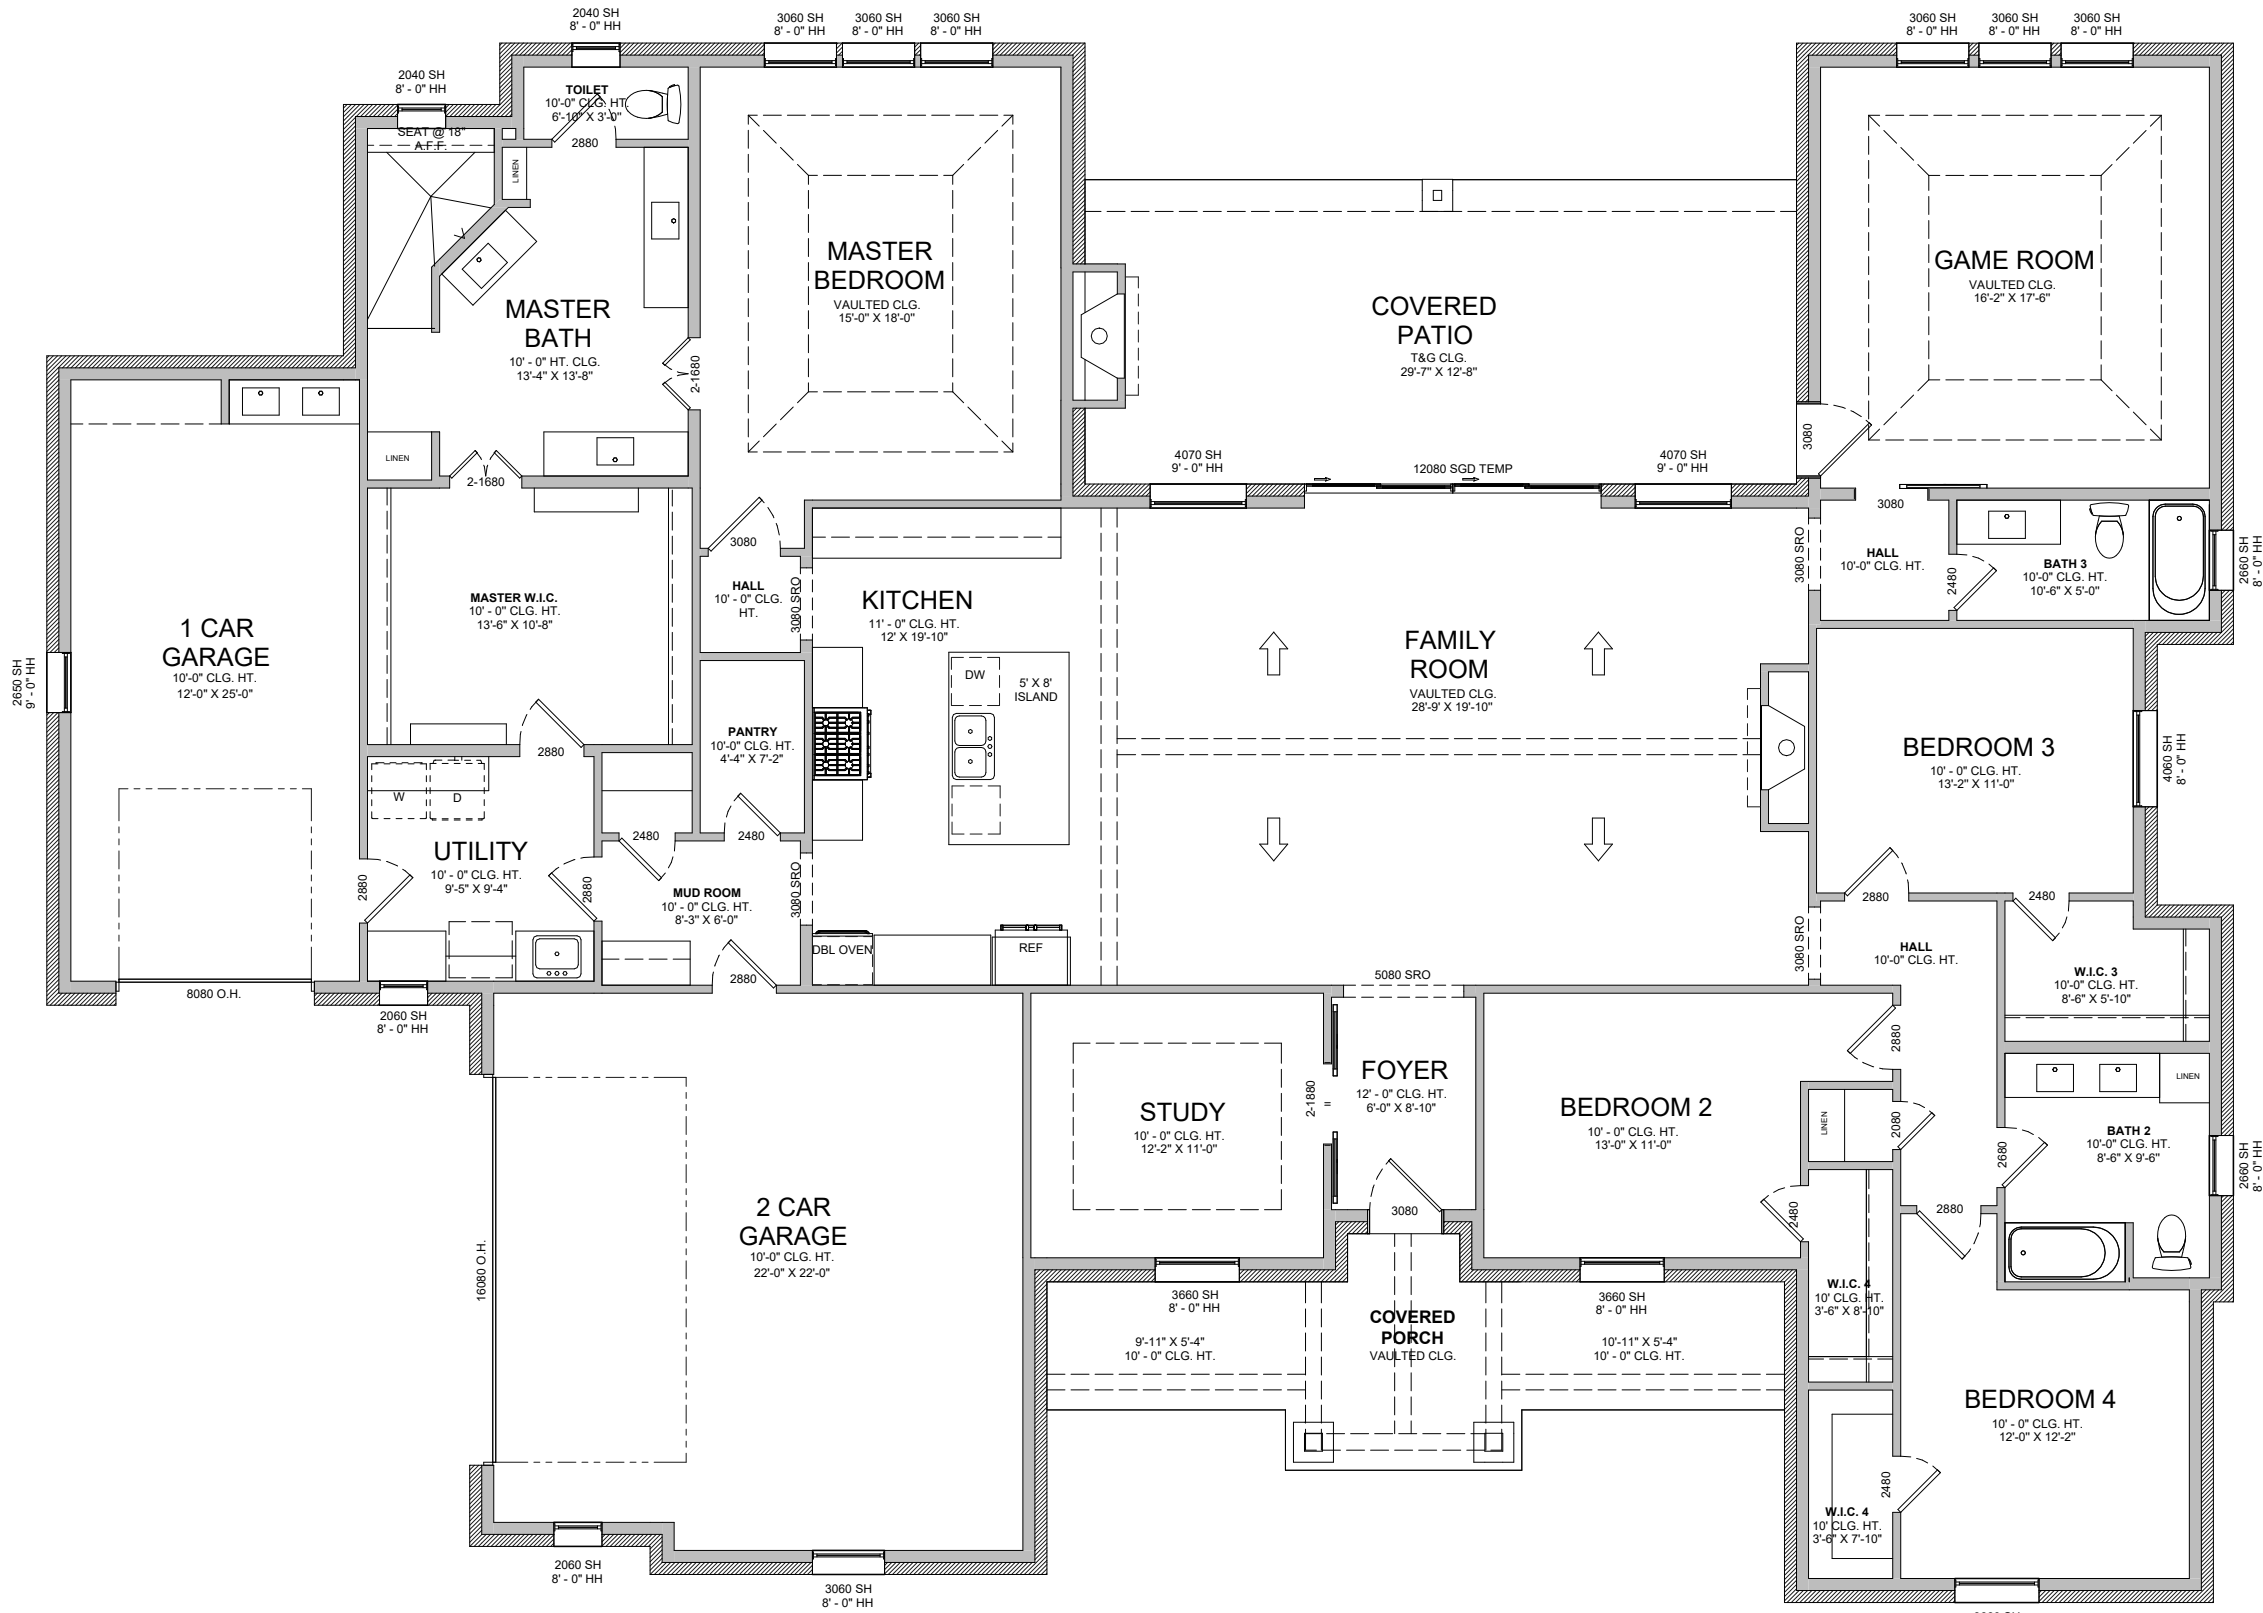 2040 SH
8' - 0" HH
3060 SH
8' - 0" HH
3060 SH
8' - 0" HH
3060 SH
8' - 0" HH
3060 SH
8' - 0" HH
3060 SH
8' - 0" HH
3060 SH
8' - 0" HH
2040 SH
8' - 0" HH
TOILET
10'-0" CLG. HT.
6'-10" X 3'-0"
2880
SEAT @ 18"
A.F.F.
LINEN
MASTER
BATH
10' - 0" HT. CLG.
13'-4" X 13'-8"
2-1680
LINEN
2-1680
MASTER
BEDROOM
VAULTED CLG.
15'-0" X 18'-0"
COVERED
PATIO
T&G CLG.
29'-7" X 12'-8"
GAME ROOM
VAULTED CLG.
16'-2" X 17'-6"
3080
4070 SH
9' - 0" HH
12080 SGD TEMP
4070 SH
9' - 0" HH
3080
3080
HALL
10' - 0" CLG.
HT.
3080 SRO
MASTER W.I.C.
10' - 0" CLG. HT.
13'-6" X 10'-8"
2880
1 CAR
GARAGE
10'-0" CLG. HT.
12'-0" X 25'-0"
2650 SH
9' - 0" HH
8080 O.H.
KITCHEN
11' - 0" CLG. HT.
12' X 19'-10"
DW
5' X 8'
ISLAND
DBL OVEN
REF
FAMILY
ROOM
VAULTED CLG.
28'-9' X 19'-10"
3080 SRO
HALL
10'-0" CLG. HT.
2480
BATH 3
10'-0" CLG. HT.
10'-6" X 5'-0"
2660 SH
8' - 0" HH
BEDROOM 3
10' - 0" CLG. HT.
13'-2" X 11'-0"
4060 SH
8' - 0" HH
PANTRY
10'-0" CLG. HT.
4'-4" X 7'-2"
2480
2480
W
D
UTILITY
10' - 0" CLG. HT.
9'-5" X 9'-4"
2880
2880
2060 SH
8' - 0" HH
MUD ROOM
10' - 0" CLG. HT.
8'-3" X 6'-0"
3080 SRO
2880
2880
2480
3080 SRO
HALL
10'-0" CLG. HT.
W.I.C. 3
10'-0" CLG. HT.
8'-6" X 5'-10"
5080 SRO
STUDY
10' - 0" CLG. HT.
12'-2" X 11'-0"
2-1880
=
FOYER
12' - 0" CLG. HT.
6'-0" X 8'-10"
3080
BEDROOM 2
10' - 0" CLG. HT.
13'-0" X 11'-0"
2880
LINEN
2080
2680
BATH 2
10'-0" CLG. HT.
8'-6" X 9'-6"
LINEN
2660 SH
8' - 0" HH
2 CAR
GARAGE
10'-0" CLG. HT.
22'-0" X 22'-0"
16080 O.H.
2060 SH
8' - 0" HH
3060 SH
8' - 0" HH
3660 SH
8' - 0" HH
9'-11" X 5'-4"
10' - 0" CLG. HT.
COVERED
PORCH
VAULTED CLG.
3660 SH
8' - 0" HH
10'-11" X 5'-4"
10' - 0" CLG. HT.
2480
2880
W.I.C. 4
10' CLG. HT.
3'-6" X 8'-10"
BEDROOM 4
10' - 0" CLG. HT.
12'-0" X 12'-2"
2480
W.I.C. 4
10' CLG. HT.
3'-6" X 7'-10"